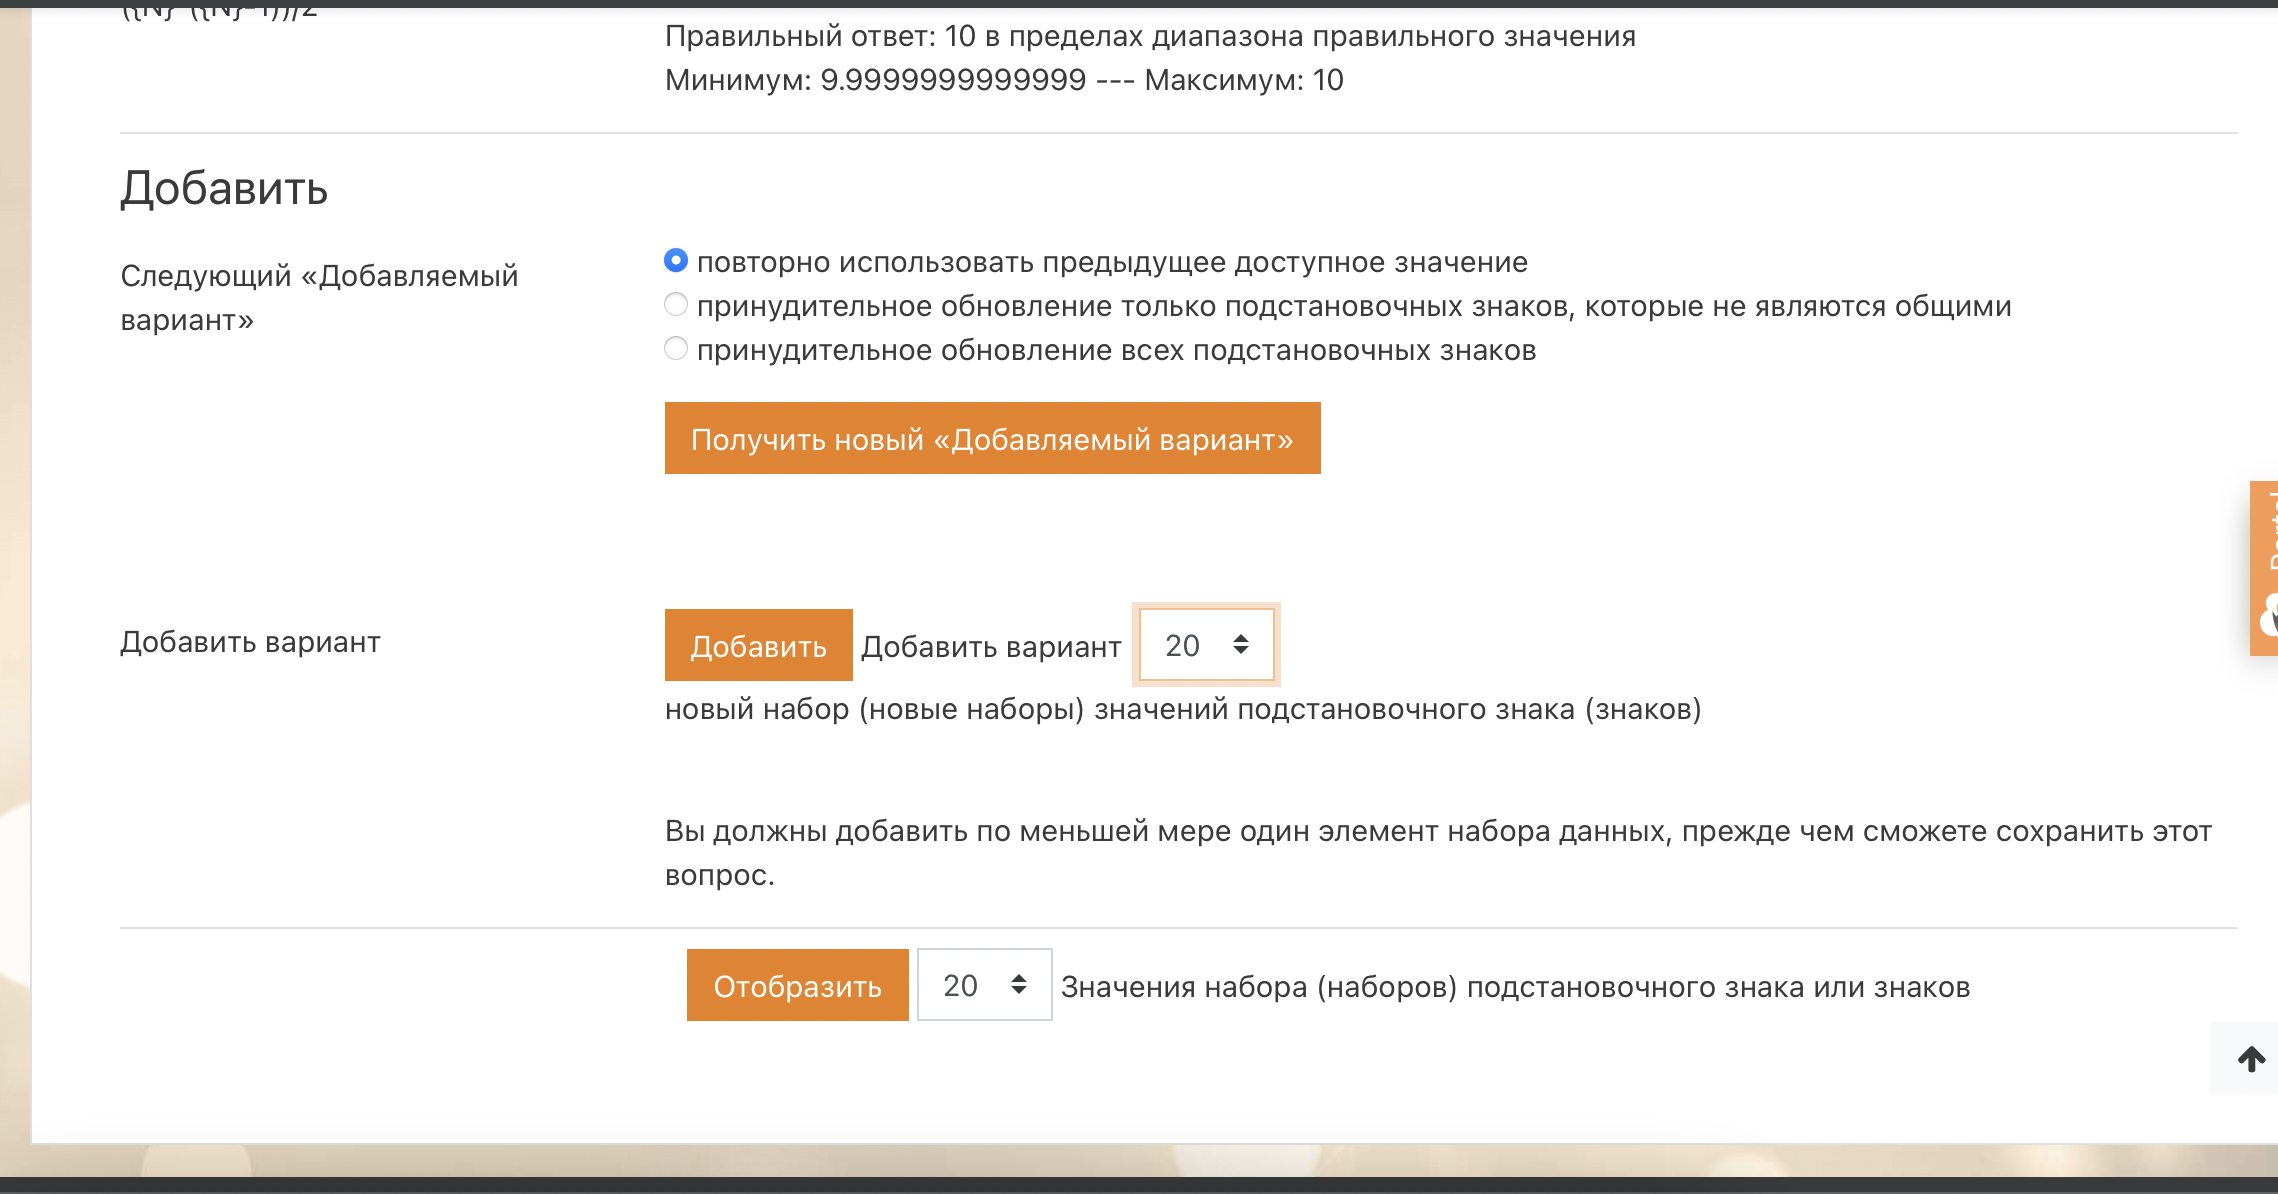 ({N}*({N}-1))/2
Правильный ответ: 10 в пределах диапазона правильного значения
Минимум: 9.9999999999999 --- Максимум: 10
Добавить
Следующий «Добавляемый
вариант»
повторно использовать предыдущее доступное значение
принудительное обновление только подстановочных знаков, которые не являются общими
принудительное обновление всех подстановочных знаков
Получить новый «Добавляемый вариант»
Добавить вариант
Добавить Добавить вариант 20
новый набор (новые наборы) значений подстановочного знака (знаков)
Вы должны добавить по меньшей мере один элемент набора данных, прежде чем сможете сохранить этот
вопрос.
Отобразить 20 Значения набора (наборов) подстановочного знака или знаков